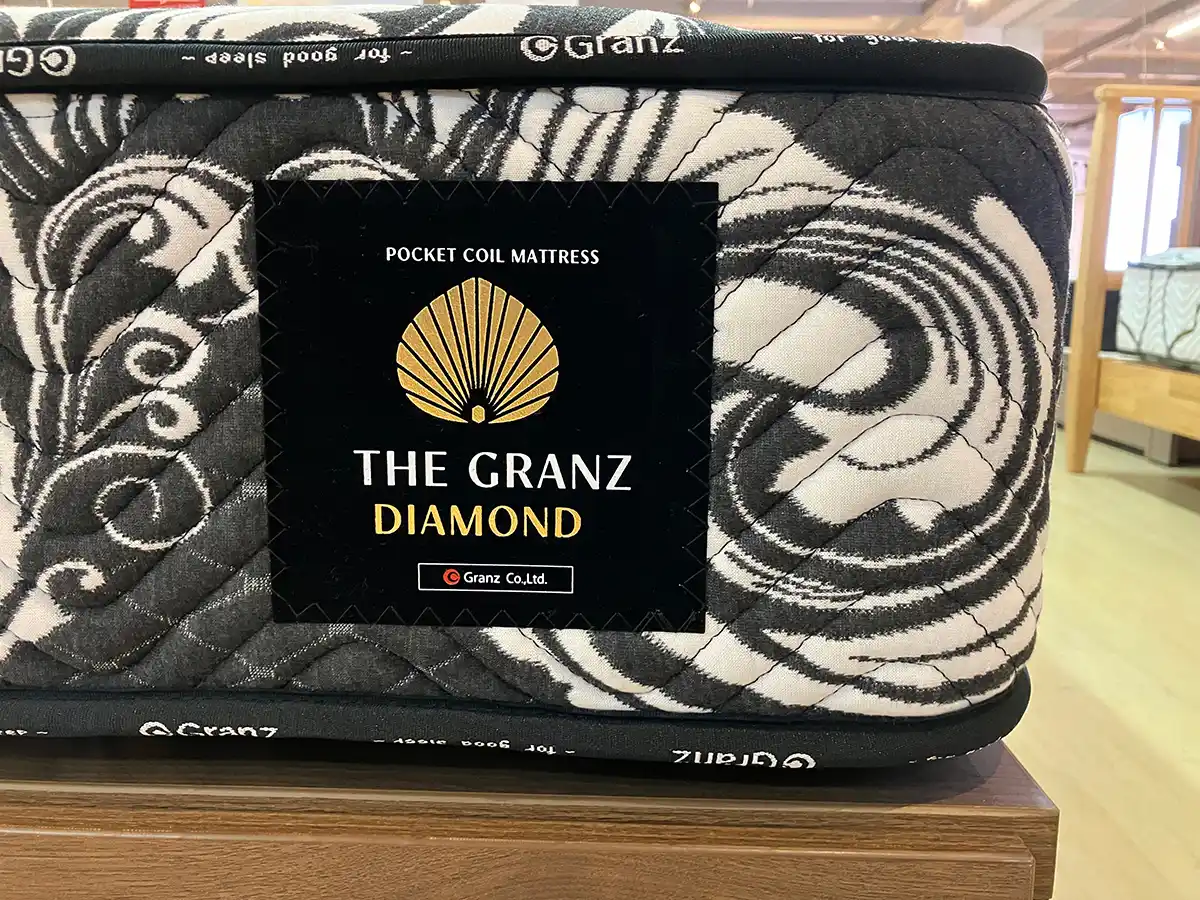 ~ for good sleep ~
Granz
~ for good
POCKET COIL MATTRESS
THE GRANZ
DIAMOND
Granz Co.,Ltd.
Granz
~ for good sleep ~
Granz